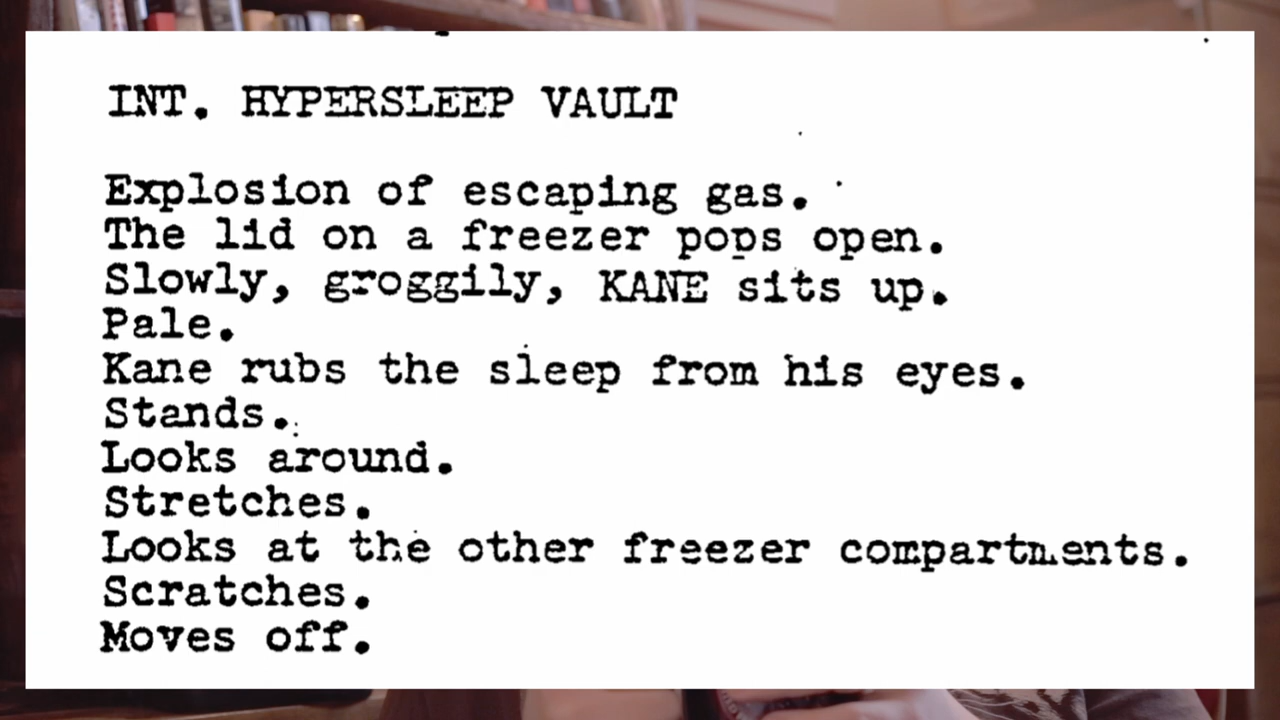 INT. HYPERSLEEP VAULT
Explosion of escaping gas.
The lid on a freezer pops open.
Slowly, groggily, KANE sits up.
Pale.
Kane rubs the sleep from his eyes.
Stands.
Looks around.
Stretches.
Looks at the other freezer compartments.
Scratches.
Moves off.